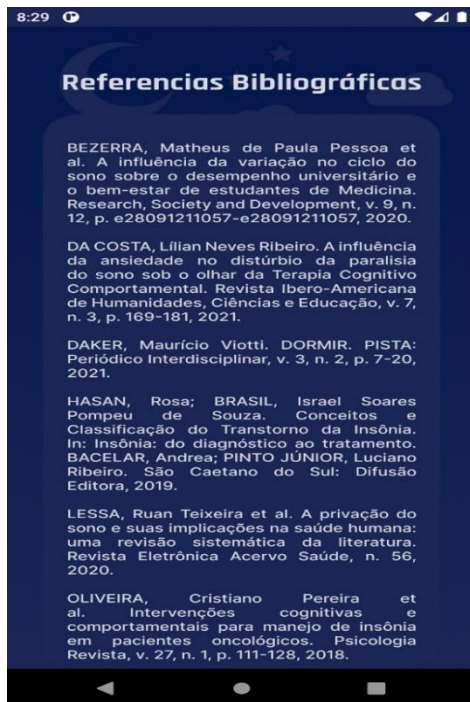 8:29
Referencias Bibliográficas
BEZERRA, Matheus de Paula Pessoa et
al. A influência da variação no ciclo do
sono sobre o desempenho universitário e
o bem-estar de estudantes de Medicina.
Research, Society and Development, v. 9, n.
12, p. e28091211057-e28091211057, 2020.
DA COSTA, Lílian Neves Ribeiro. A influência
da ansiedade no distúrbio da paralisia
do sono sob o olhar da Terapia Cognitivo
Comportamental. Revista Ibero-Americana
de Humanidades, Ciências e Educação, v. 7,
n. 3, p. 169-181, 2021.
DAKER, Maurício Viotti. DORMIR. PISTA:
Periódico Interdisciplinar, v. 3, n. 2, p. 7-20,
2021.
HASAN, Rosa; BRASIL, Israel Soares
Pompeu de Souza. Conceitos e
Classificação do Transtorno da Insônia.
In: Insônia: do diagnóstico ao tratamento.
BACELAR, Andrea; PINTO JÚNIOR, Luciano
Ribeiro. São Caetano do Sul: Difusão
Editora, 2019.
LESSA, Ruan Teixeira et al. A privação do
sono e suas implicações na saúde humana:
uma revisão sistemática da literatura.
Revista Eletrônica Acervo Saúde, n. 56,
2020.
OLIVEIRA, Cristiano Pereira et
al. Intervenções cognitivas e
comportamentais para manejo de insônia
em pacientes oncológicos. Psicologia
Revista, v. 27, n. 1, p. 111-128, 2018.